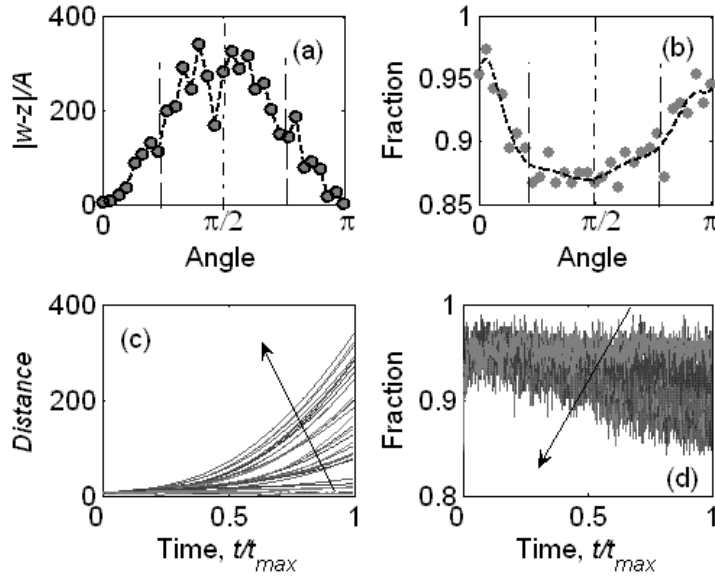 400
200
0
|w-z|/A
(a)
0
π/2
π
Angle
1
0.95
0.9
0.85
Fraction
(b)
0
π/2
π
Angle
400
200
0
Distance
(c)
0
0.5
1
Time, t/tmax
1
0.9
0.8
Fraction
(d)
0
0.5
1
Time, t/tmax